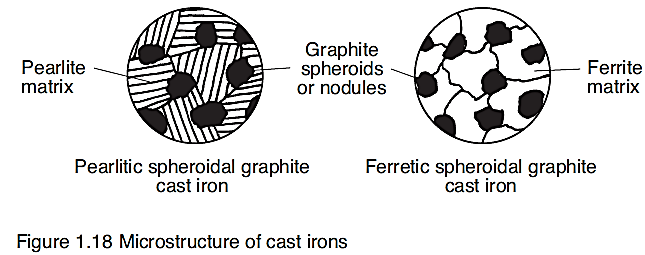 Pearlite
matrix
Graphite
spheroids
or nodules
Ferrite
matrix
Pearlitic spheroidal graphite
cast iron
Ferretic spheroidal graphite
cast iron
Figure 1.18 Microstructure of cast irons